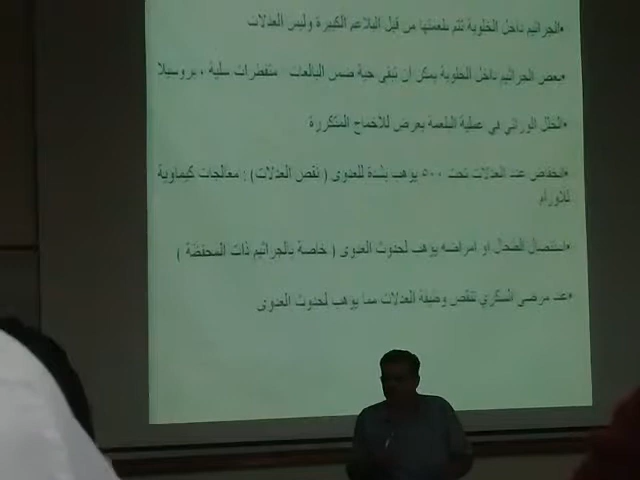 •الجراثيم داخل الخلوية تتم بلعمتها من قبل البلاعم الكبيرة وليس العدلات
•بعض الجراثيم داخل الخلوية يمكن أن تبقى حية ضمن البالعات : متفطرات سلية ، بروسيلا
•الخلل الوراثي في عملية البلعمة يعرض للأخماج المتكررة
•انخفاض عدد العدلات تحت ٥٠٠ يؤهب بشدة للعدوى ( نقص العدلات ) : معالجات كيماوية
للأورام
•استئصال الطحال او امراضه يؤهب لحدوث العدوى ( خاصة بالجراثيم ذات المحفظة )
•عند مرضى السكري تنقص وظيفة العدلات مما يؤهب لحدوث العدوى